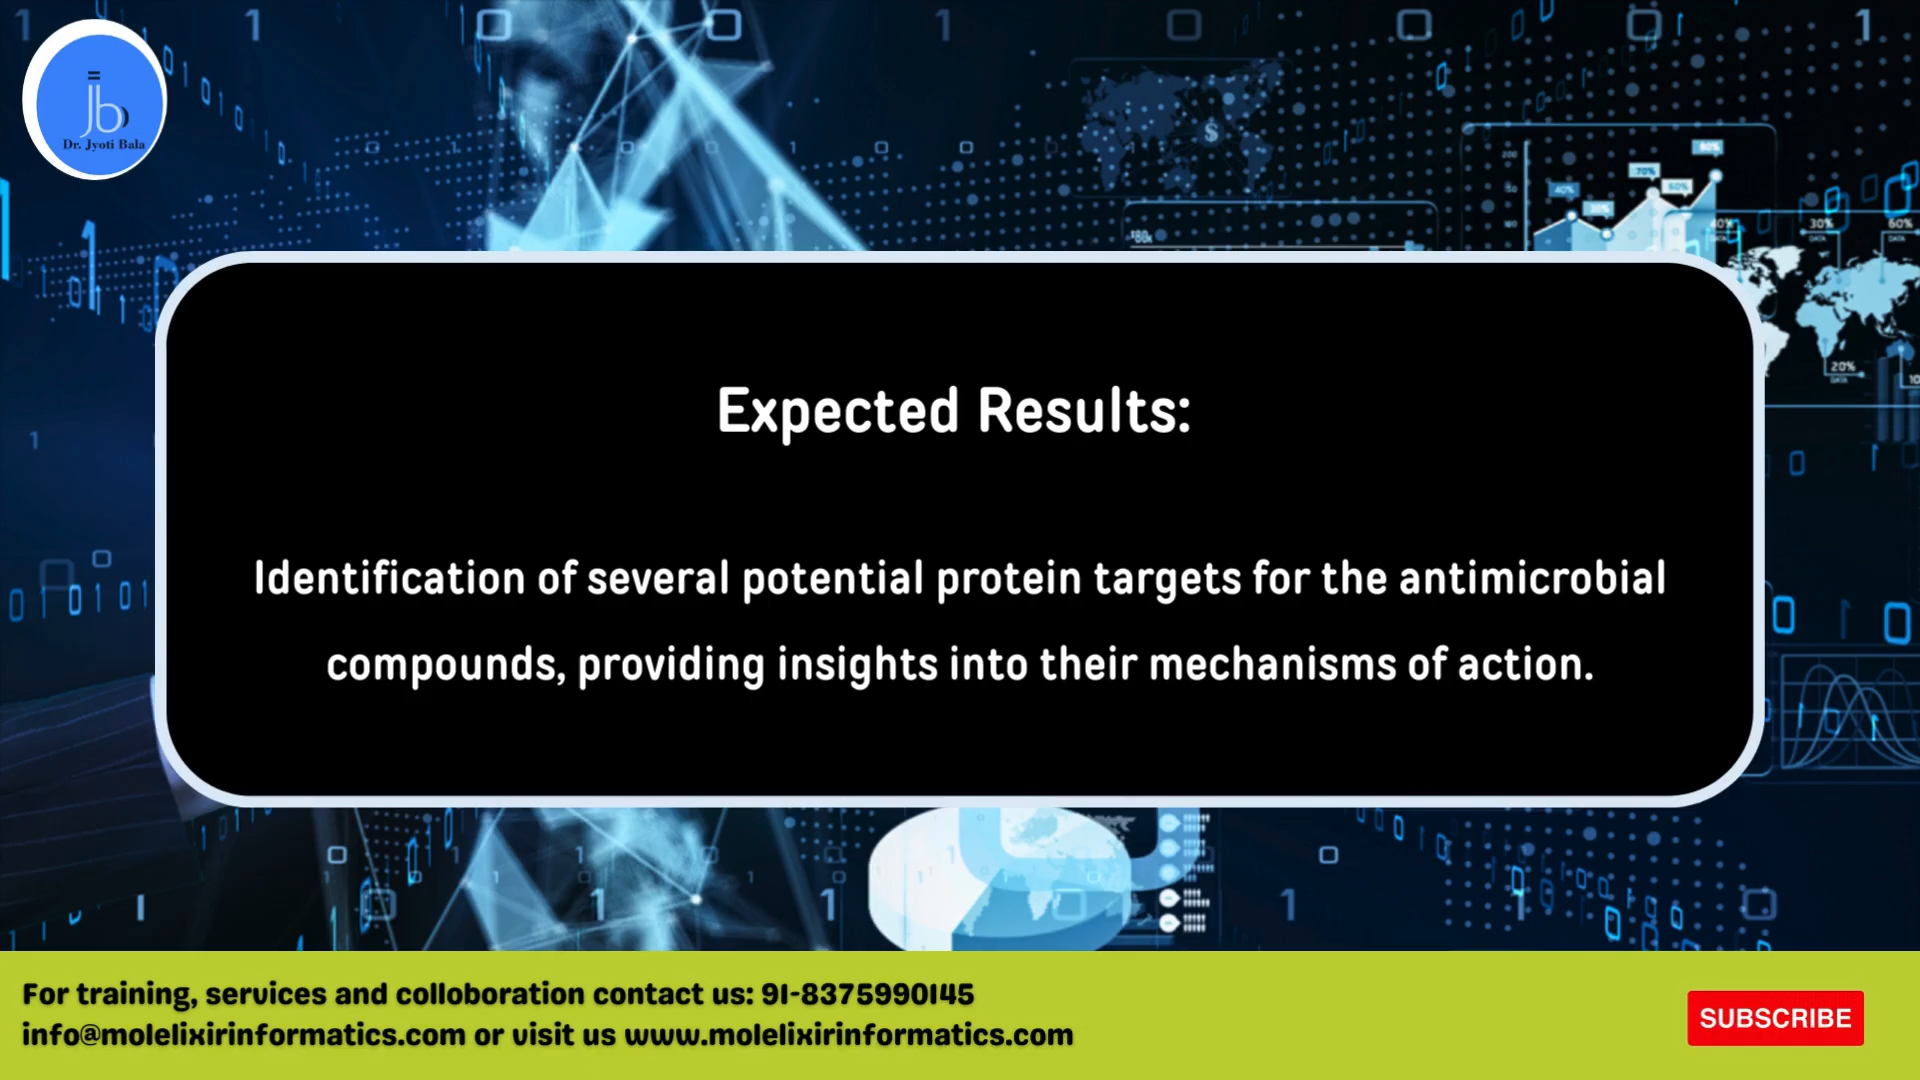 Dr. Jyoti Bala
Expected Results:
Identification of several potential protein targets for the antimicrobial
compounds, providing insights into their mechanisms of action.
For training, services and colloboration contact us: 91-8375990145
info@molelixirinformatics.com or visit us www.molelixirinformatics.com
SUBSCRIBE